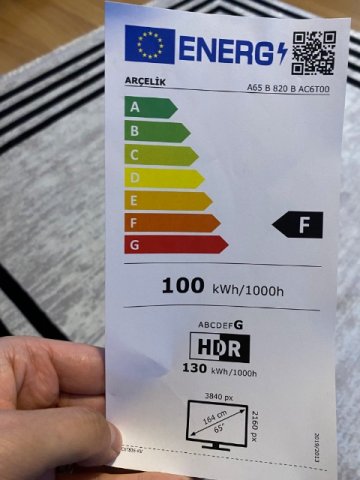 ENERG
ARÇELİK
A65 B 820 B AC6T00
A
B
C
D
E
F
G
F
100 kWh/1000h
ABCDEFG
HDR
130 kWh/1000h
3840 px
2160 px
164 cm
65"
2019/2013